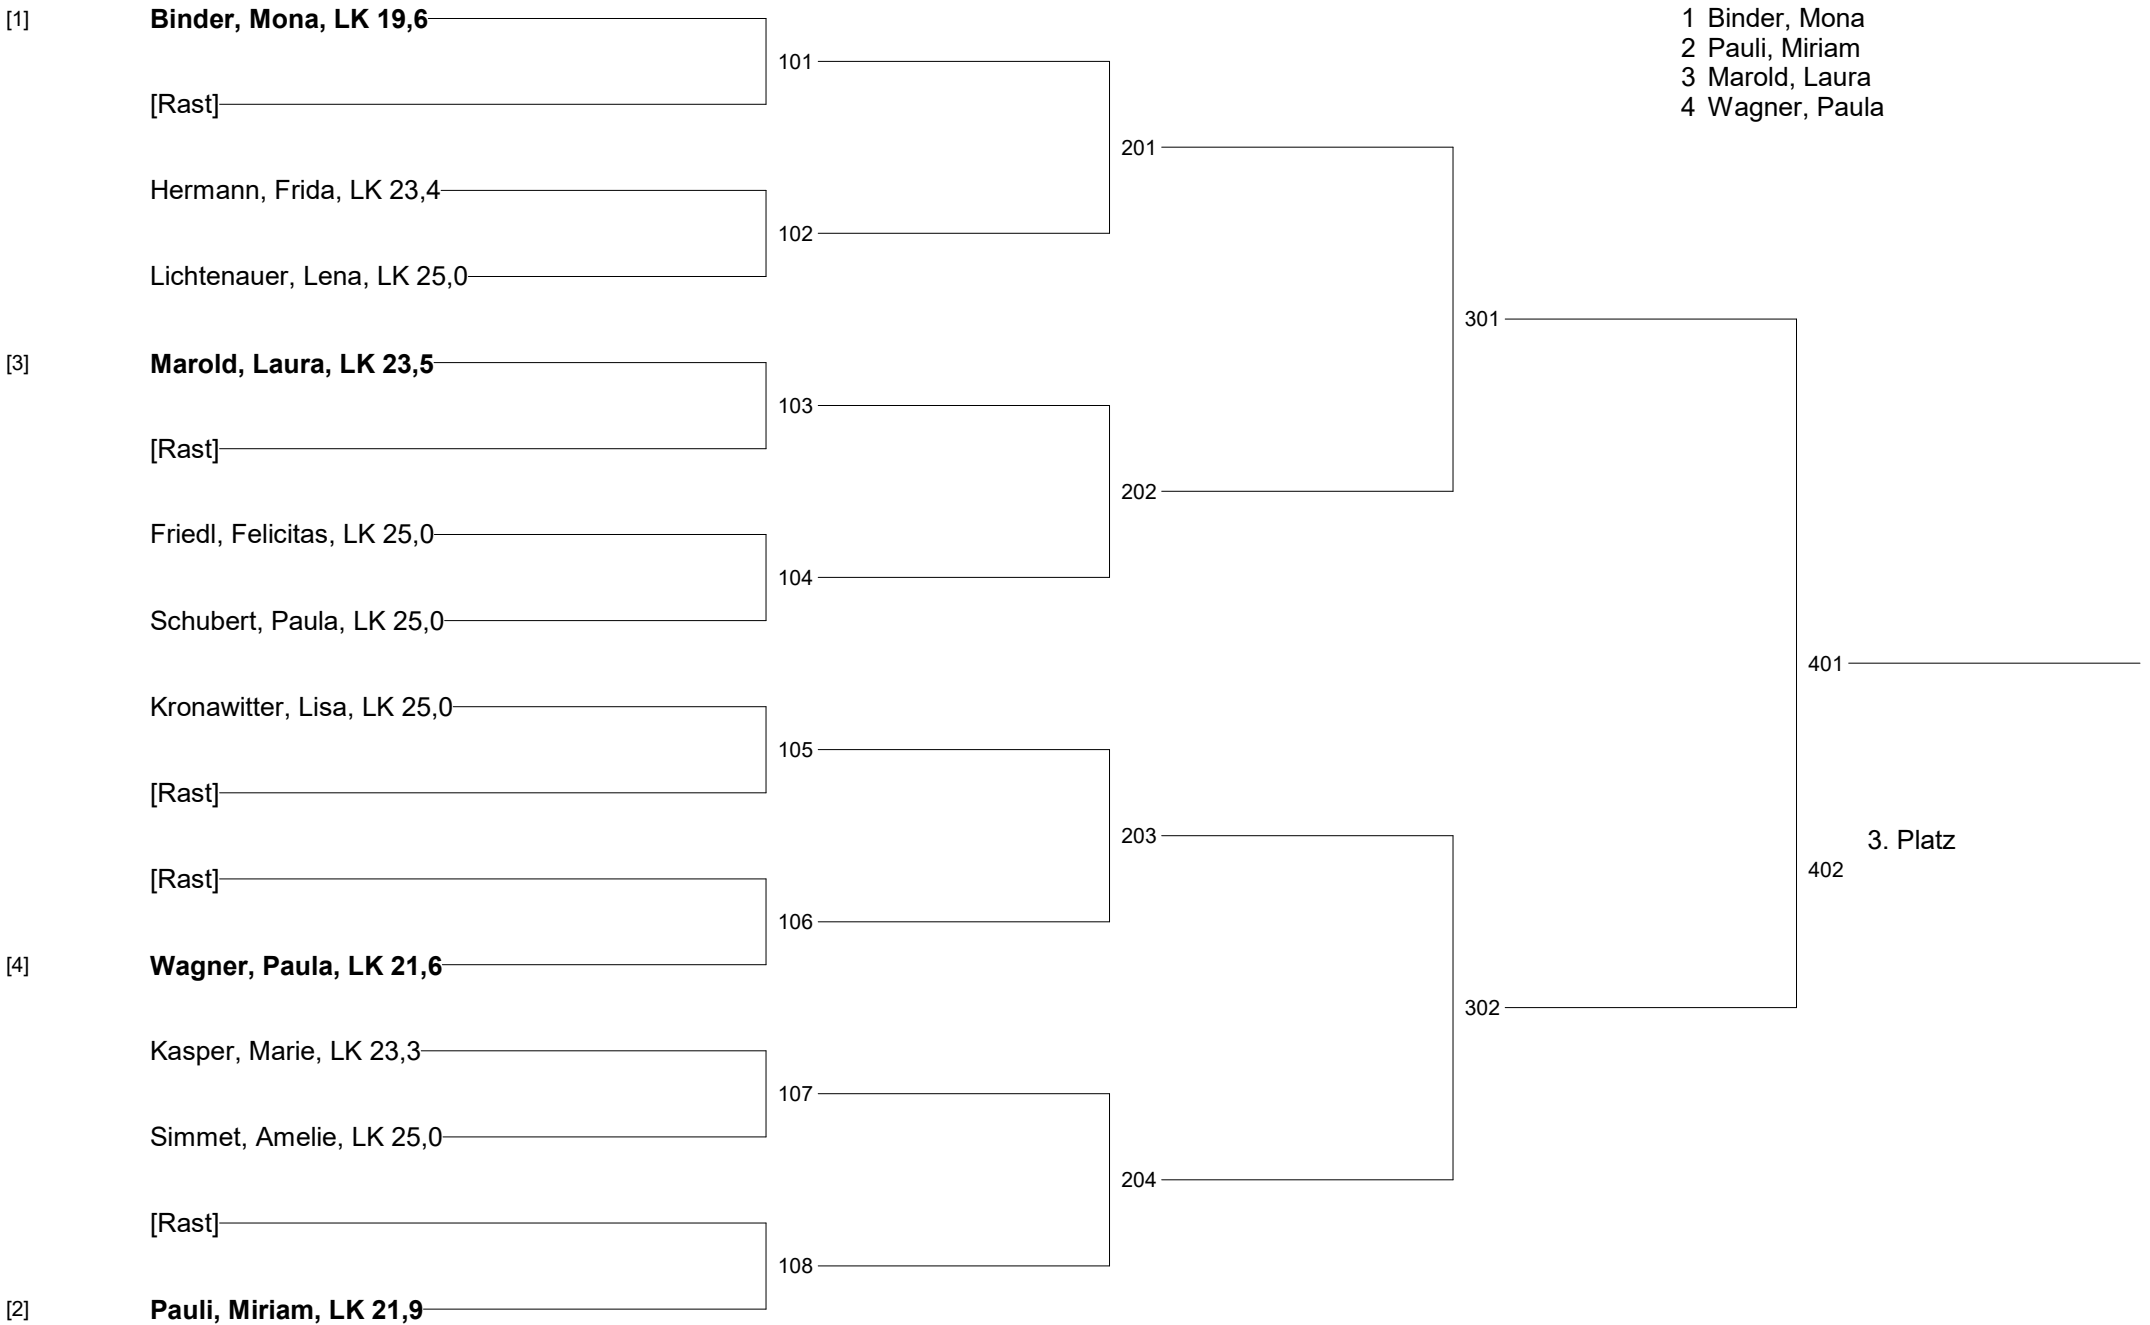 [1] Binder, Mona, LK 19,6
[Rast]
Hermann, Frida, LK 23,4
Lichtenauer, Lena, LK 25,0
[3] Marold, Laura, LK 23,5
[Rast]
Friedl, Felicitas, LK 25,0
Schubert, Paula, LK 25,0
Kronawitter, Lisa, LK 25,0
[Rast]
[Rast]
[4] Wagner, Paula, LK 21,6
Kasper, Marie, LK 23,3
Simmet, Amelie, LK 25,0
[Rast]
[2] Pauli, Miriam, LK 21,9
101
102
103
104
105
106
107
108
201
202
203
204
301
302
401
3. Platz
402
1 Binder, Mona
2 Pauli, Miriam
3 Marold, Laura
4 Wagner, Paula